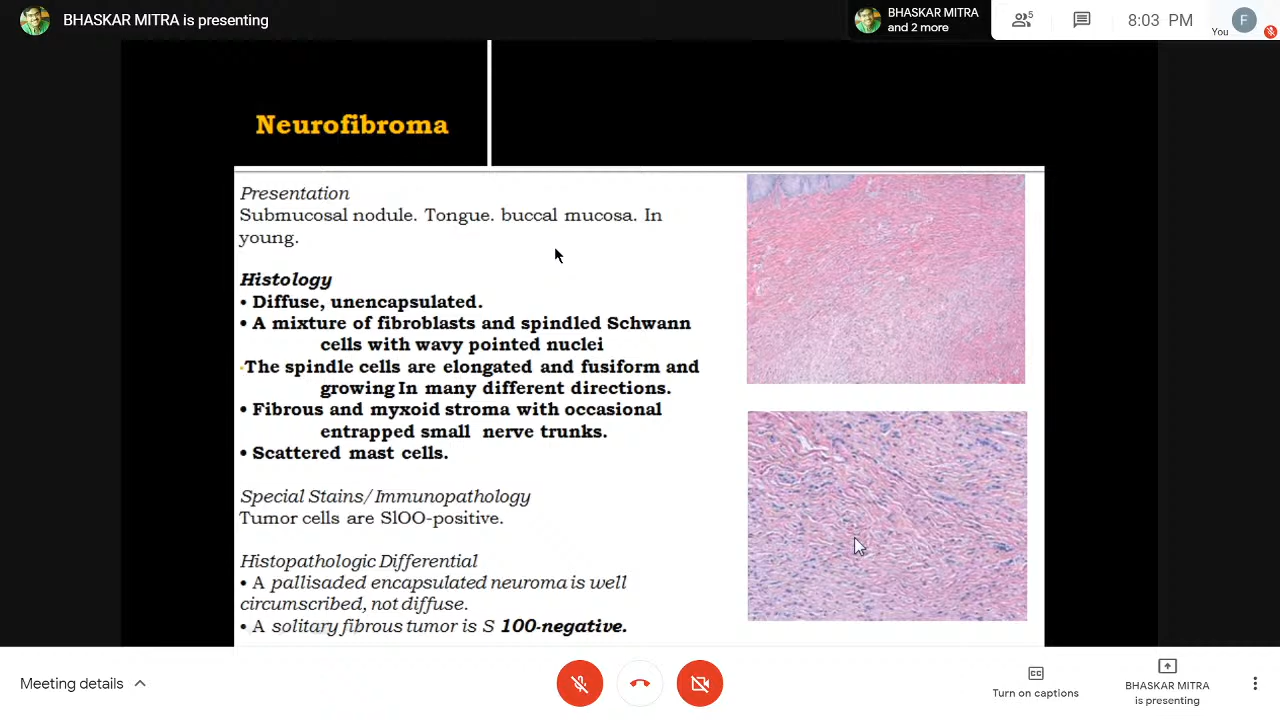 BHASKAR MITRA is presenting
BHASKAR MITRA
and 2 more
5
8:03 PM
You
F
Neurofibroma
Presentation
Submucosal nodule. Tongue. buccal mucosa. In
young.
Histology
• Diffuse, unencapsulated.
• A mixture of fibroblasts and spindled Schwann
cells with wavy pointed nuclei
•The spindle cells are elongated and fusiform and
growing In many different directions.
• Fibrous and myxoid stroma with occasional
entrapped small nerve trunks.
• Scattered mast cells.
Special Stains/Immunopathology
Tumor cells are SlOO-positive.
Histopathologic Differential
• A pallisaded encapsulated neuroma is well
circumscribed, not diffuse.
• A solitary fibrous tumor is S 100-negative.
Meeting details
CC
Turn on captions
BHASKAR MITRA
is presenting